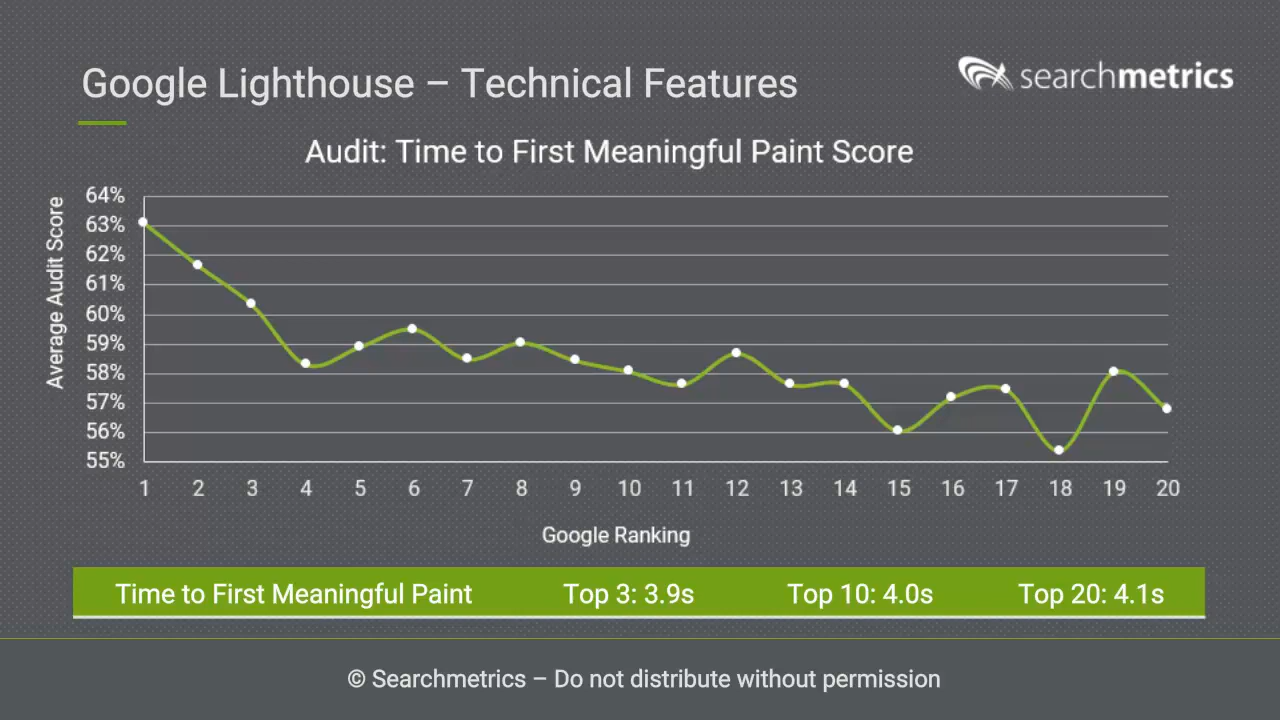 Google Lighthouse – Technical Features
searchmetrics
Audit: Time to First Meaningful Paint Score
Average Audit Score
64%
63%
62%
61%
60%
59%
58%
57%
56%
55%
1 2 3 4 5 6 7 8 9 10 11 12 13 14 15 16 17 18 19 20
Google Ranking
Time to First Meaningful Paint Top 3: 3.9s Top 10: 4.0s Top 20: 4.1s
© Searchmetrics – Do not distribute without permission